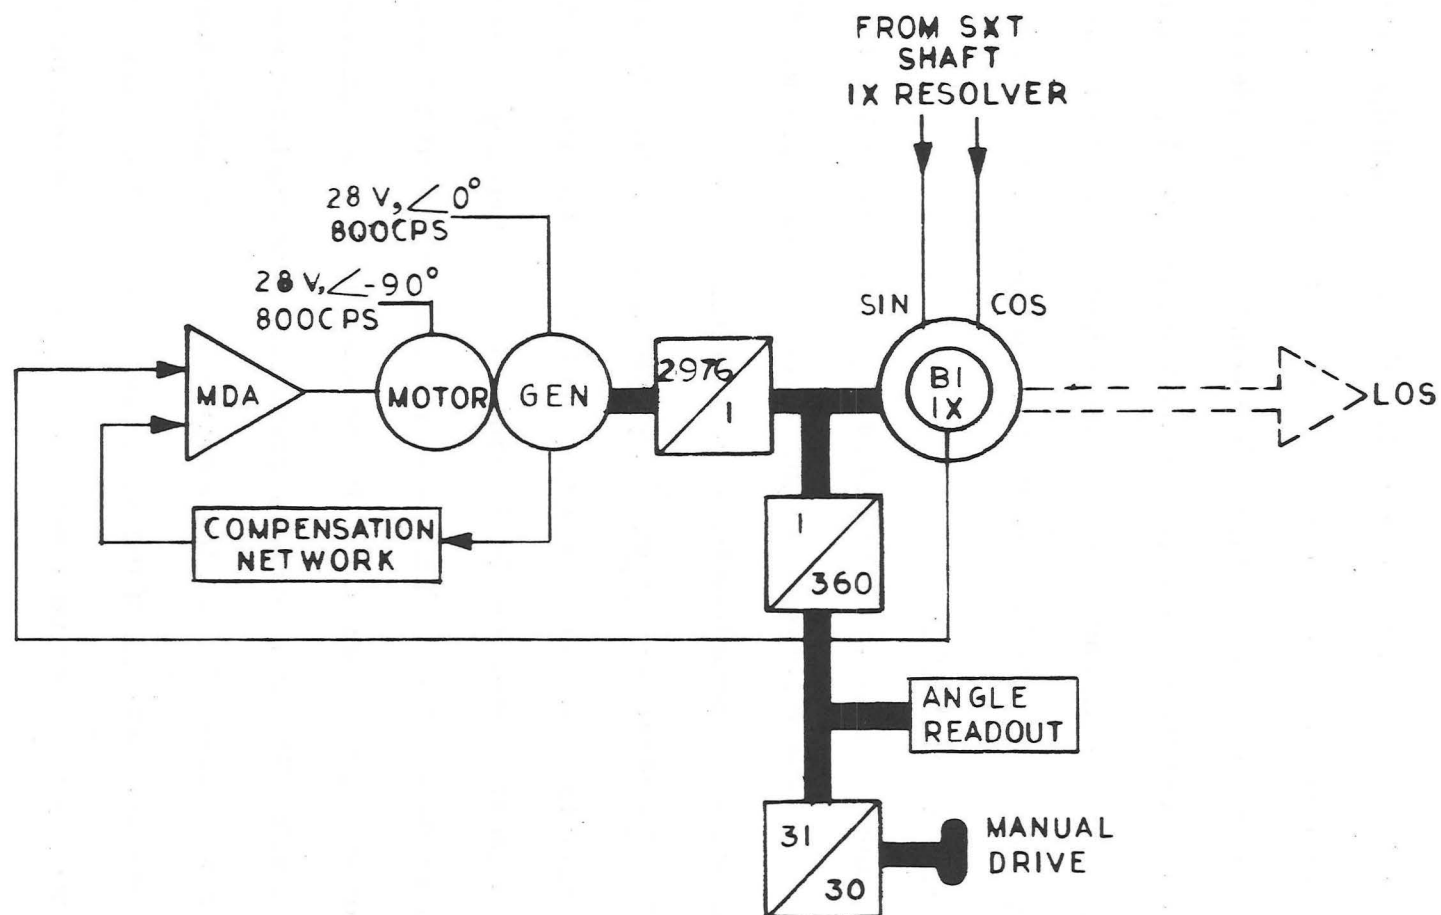 FROM SXT
SHAFT
1X RESOLVER
28 V, ∠0°
800CPS
28 V, ∠-90°
800CPS
SIN
COS
MDA
MOTOR
GEN
2976
1
B1
1X
LOS
COMPENSATION
NETWORK
1
360
ANGLE
READOUT
31
30
MANUAL
DRIVE